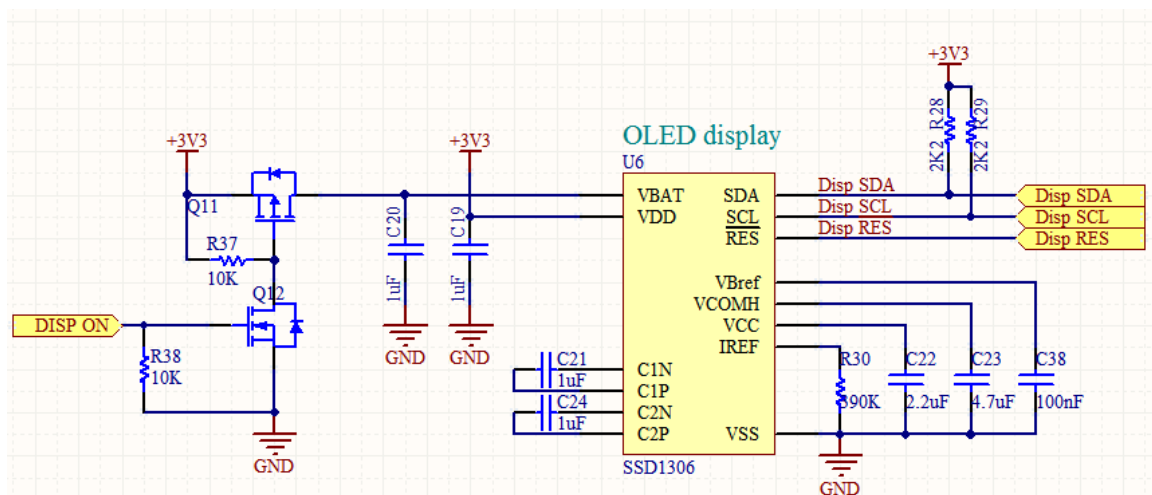 +3V3
+3V3
+3V3
OLED display
U6
R28
2K2
R29
2K2
Q11
R37
10K
Q12
DISP ON
R38
10K
GND
C20
1uF
GND
C19
1uF
GND
VBAT
VDD
SDA
SCL
RES
VBref
VCOMH
VCC
IREF
C1N
C1P
C2N
C2P
VSS
SSD1306
C21
1uF
C24
1uF
Disp SDA
Disp SCL
Disp RES
Disp SDA
Disp SCL
Disp RES
R30
390K
C22
2.2uF
C23
4.7uF
C38
100nF
GND